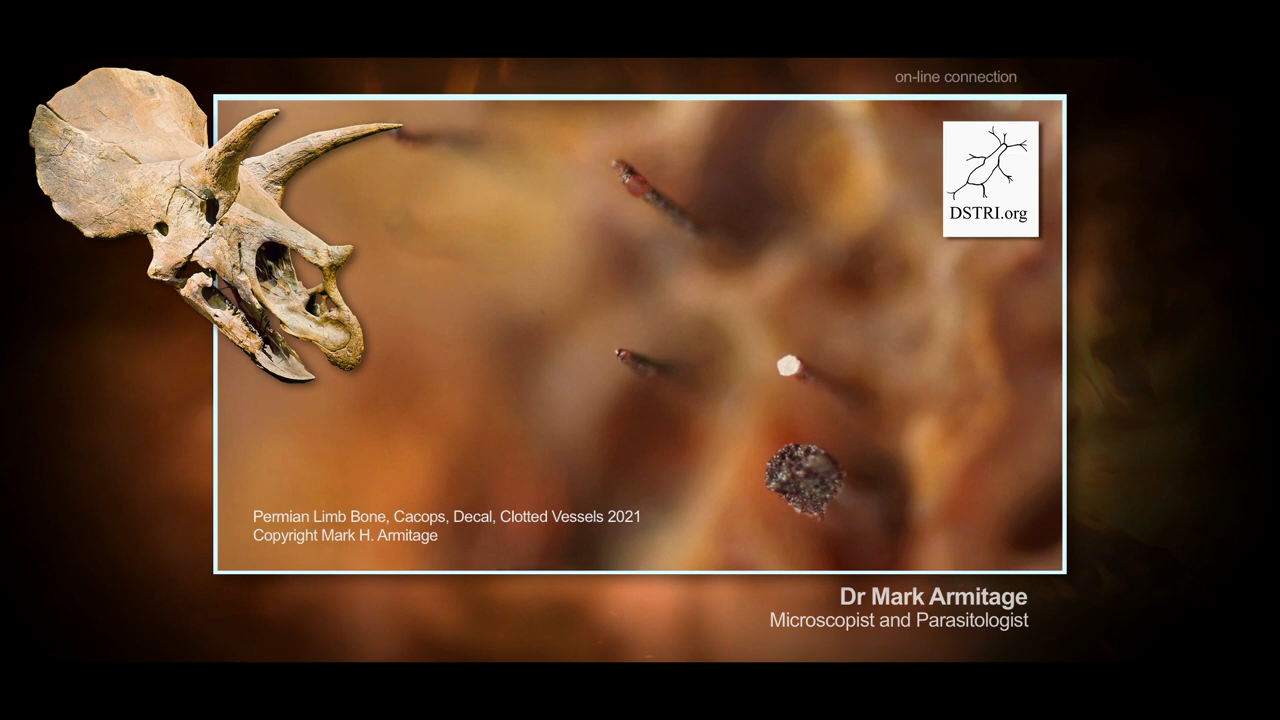 on-line connection
DSTRI.org
Permian Limb Bone, Cacops, Decal, Clotted Vessels 2021
Copyright Mark H. Armitage
Dr Mark Armitage
Microscopist and Parasitologist